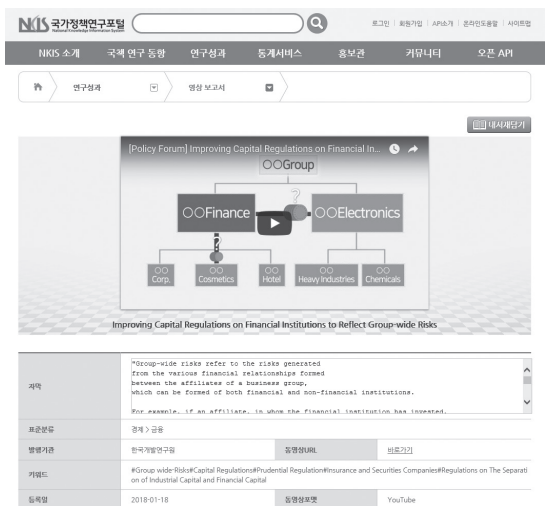 NKIS 국가정책연구포털
National Knowledge Information System
로그인 | 회원가입 | API소개 | 온라인도움말 | 사이트맵
NKIS 소개 국책 연구 동향 연구성과 통계서비스 홍보관 커뮤니티 오픈 API
연구성과 영상 보고서
내서재담기
[Policy Forum] Improving Capital Regulations on Financial In...
○○Group
○○Finance ○○Electronics
○○ Corp. ○○ Cosmetics ○○ Hotel ○○ Heavy Industries ○○ Chemicals
Improving Capital Regulations on Financial Institutions to Reflect Group-wide Risks
자막
"Group-wide risks refer to the risks generated
from the various financial relationships formed
between the affiliates of a business group,
which can be formed of both financial and non-financial institutions.
For example, if an affiliate, in whom the financial institution has invested,
표준분류 경제 > 금융
발행기관 한국개발연구원 동영상URL 바로가기
키워드 #Group wide-Risks#Capital Regulations#Prudential Regulation#Insurance and Securities Companies#Regulations on The Separati
on of Industrial Capital and Financial Capital
등록일 2018-01-18 동영상포맷 YouTube